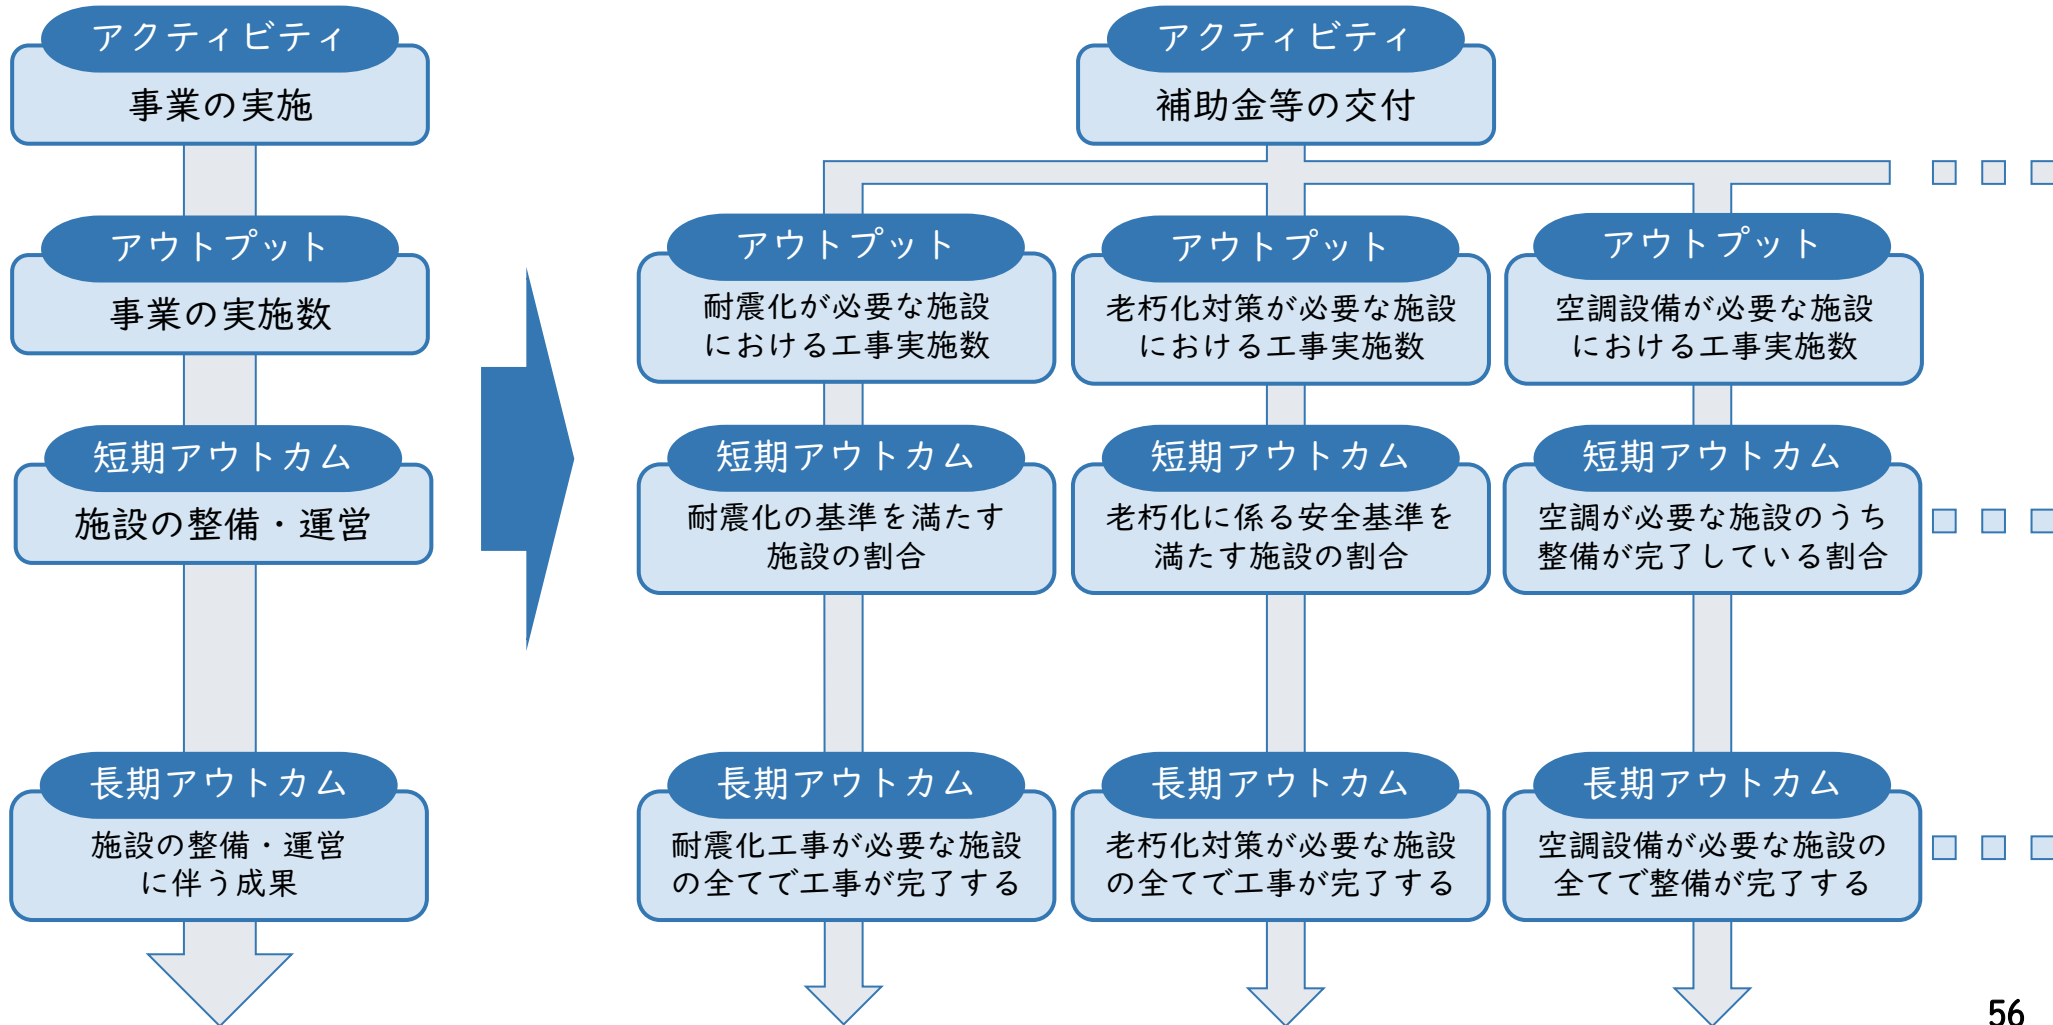 アクティビティ
事業の実施
アウトプット
事業の実施数
短期アウトカム
施設の整備・運営
長期アウトカム
施設の整備・運営
に伴う成果
アクティビティ
補助金等の交付
アウトプット
耐震化が必要な施設
における工事実施数
短期アウトカム
耐震化の基準を満たす
施設の割合
長期アウトカム
耐震化工事が必要な施設
の全てで工事が完了する
アウトプット
老朽化対策が必要な施設
における工事実施数
短期アウトカム
老朽化に係る安全基準を
満たす施設の割合
長期アウトカム
老朽化対策が必要な施設
の全てで工事が完了する
アウトプット
空調設備が必要な施設
における工事実施数
短期アウトカム
空調が必要な施設のうち
整備が完了している割合
長期アウトカム
空調設備が必要な施設の
全てで整備が完了する
56